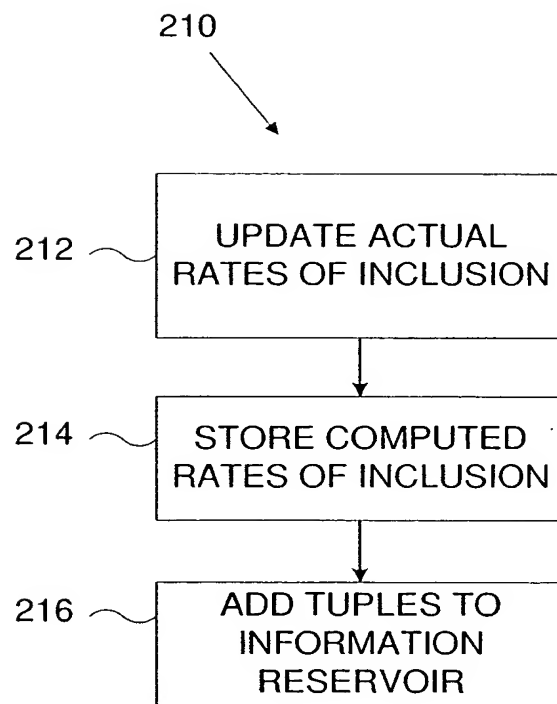 210
212
UPDATE ACTUAL
RATES OF INCLUSION
214
STORE COMPUTED
RATES OF INCLUSION
216
ADD TUPLES TO
INFORMATION
RESERVOIR